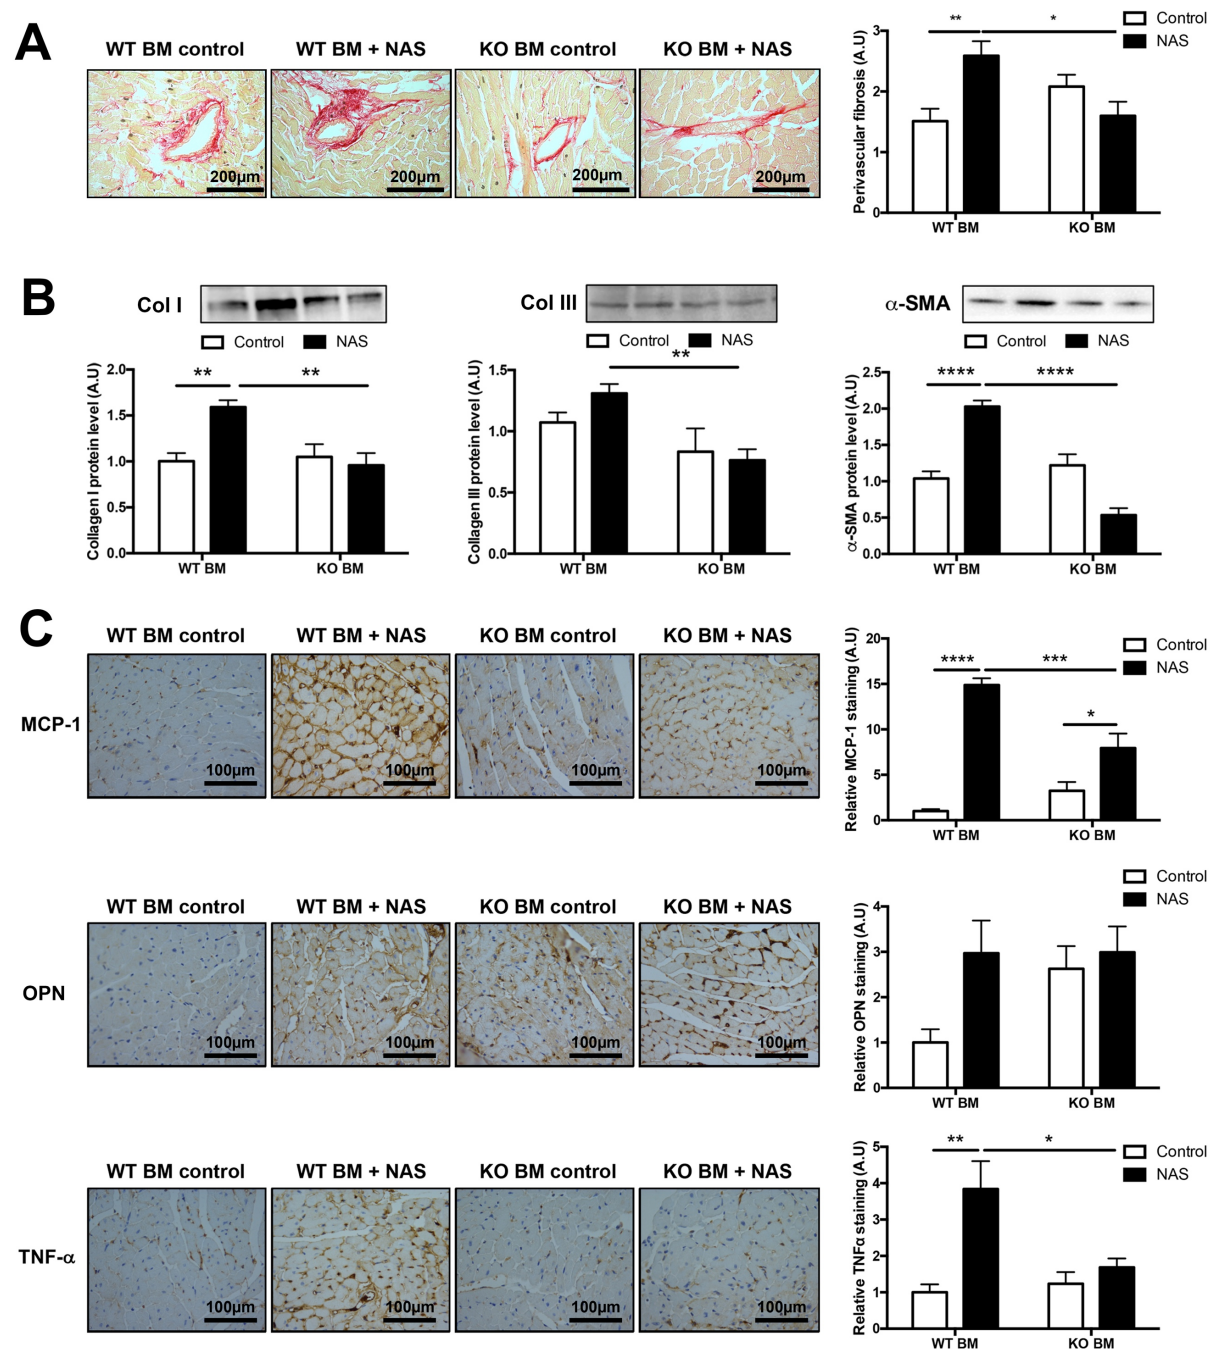 A
WT BM control
WT BM + NAS
KO BM control
KO BM + NAS
200µm
200µm
200µm
200µm
Perivascular fibrosis (A.U)
3
2
1
0
**
*
Control
NAS
WT BM
KO BM
B
Col I
Control
NAS
Collagen I protein level (A.U)
2.0
1.5
1.0
0.5
0.0
**
**
WT BM
KO BM
Col III
Control
NAS
Collagen III protein level (A.U)
1.5
1.0
0.5
0.0
**
WT BM
KO BM
α-SMA
Control
NAS
α-SMA protein level (A.U)
2.5
2.0
1.5
1.0
0.5
0.0
****
****
WT BM
KO BM
C
WT BM control
WT BM + NAS
KO BM control
KO BM + NAS
MCP-1
100µm
100µm
100µm
100µm
Relative MCP-1 staining (A.U)
20
15
10
5
0
****
***
*
Control
NAS
WT BM
KO BM
WT BM control
WT BM + NAS
KO BM control
KO BM + NAS
OPN
100µm
100µm
100µm
100µm
Relative OPN staining (A.U)
4
3
2
1
0
Control
NAS
WT BM
KO BM
WT BM control
WT BM + NAS
KO BM control
KO BM + NAS
TNF-α
100µm
100µm
100µm
100µm
Relative TNFα staining (A.U)
5
4
3
2
1
0
**
*
Control
NAS
WT BM
KO BM